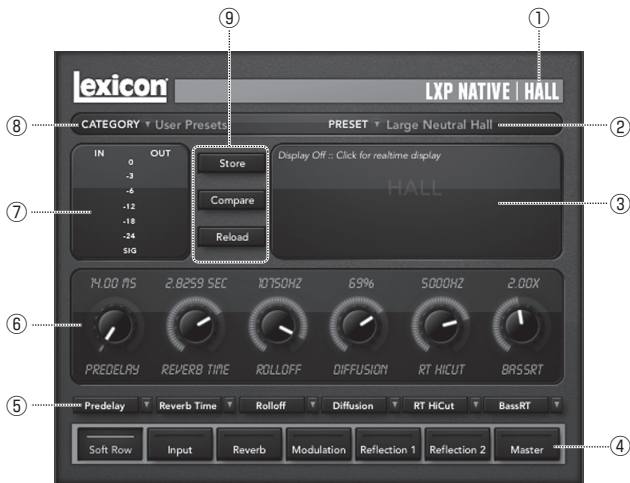 ⑨ ①
lexicon LXP NATIVE | HALL
⑧ CATEGORY ▼ User Presets PRESET ▼ Large Neutral Hall ②
IN OUT
0
-3
-6
-12
-18
-24
SIG
⑦
Store
Compare
Reload
Display Off :: Click for realtime display
HALL
③
14.00 MS 2.8259 SEC 10750HZ 69% 5000HZ 2.00X
⑥
PREDELAY REVERB TIME ROLLOFF DIFFUSION RT HICUT BASSRT
⑤ Predelay ▼ Reverb Time ▼ Rolloff ▼ Diffusion ▼ RT HiCut ▼ BassRT ▼
Soft Row Input Reverb Modulation Reflection 1 Reflection 2 Master ④